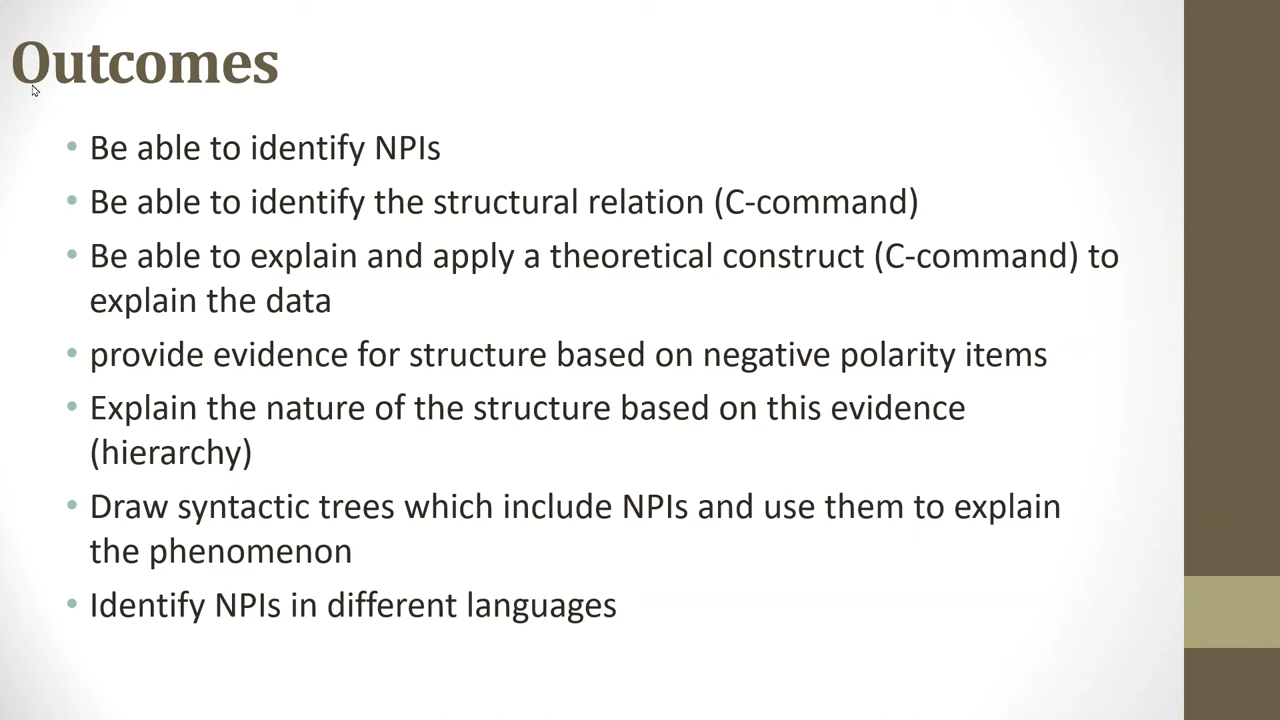 Outcomes
• Be able to identify NPIs
• Be able to identify the structural relation (C-command)
• Be able to explain and apply a theoretical construct (C-command) to
explain the data
• provide evidence for structure based on negative polarity items
• Explain the nature of the structure based on this evidence
(hierarchy)
• Draw syntactic trees which include NPIs and use them to explain
the phenomenon
• Identify NPIs in different languages